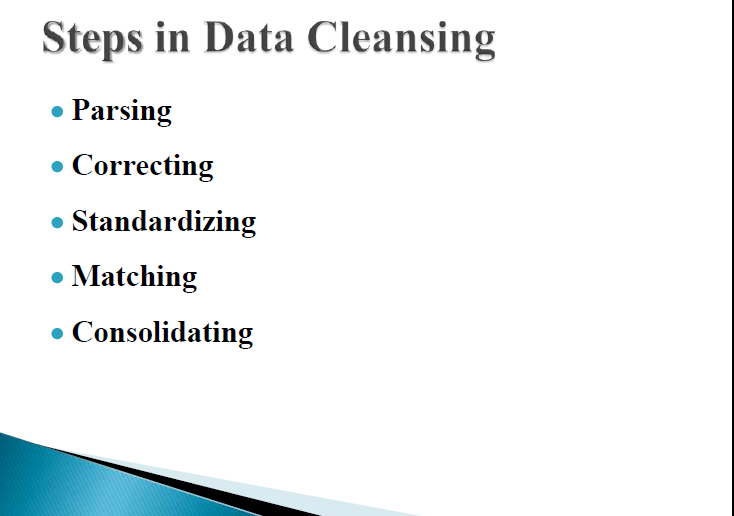 Steps in Data Cleansing
• Parsing
• Correcting
• Standardizing
• Matching
• Consolidating